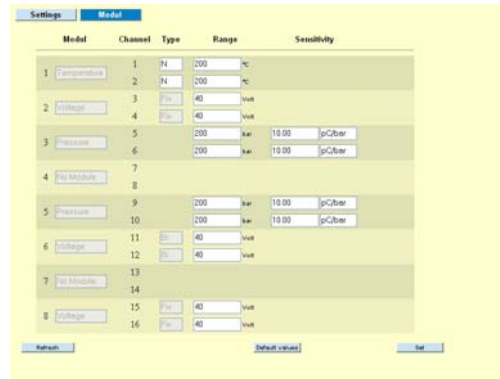 Settings Modul
Modul Channel Type Range Sensitivity
1 Temperature 1 N 200 °C
2 N 200 °C
2 Voltage 3 40 Volt
4 40 Volt
3 Pressure 5 200 bar 10.00 pC/bar
6 200 bar 10.00 pC/bar
4 No Module 7
8
5 Pressure 9 200 bar 10.00 pC/bar
10 200 bar 10.00 pC/bar
6 Voltage 11 40 Volt
12 40 Volt
7 No Module 13
14
8 Voltage 15 40 Volt
16 40 Volt
Refresh Default values Set